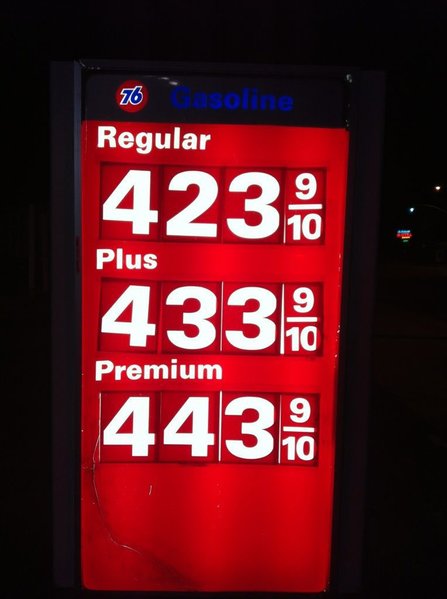 76 Gasoline
Regular
423 9/10
Plus
433 9/10
Premium
443 9/10